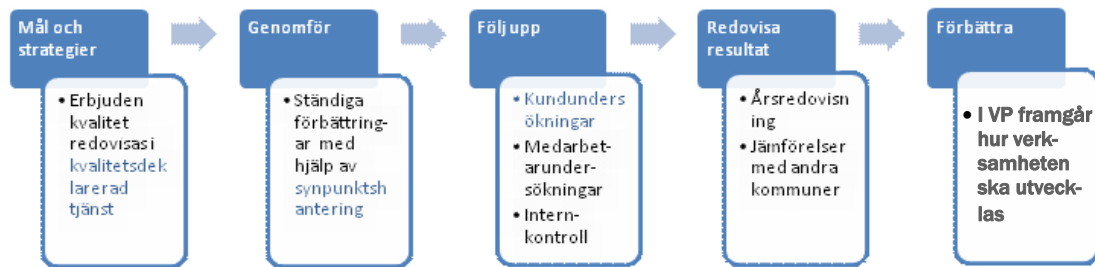 Mål och
strategier
• Erbjuden
kvalitet
redovisas i
kvalitetsdek
larerad
tjänst
Genomför
• Ständiga
förbättring-
ar med
hjälp av
synpunktsh
antering
Följ upp
• Kundunders
ökningar
• Medarbet-
arunder-
sökningar
• Intern-
kontroll
Redovisa
resultat
• Årsredovisn
ing
• Jämförelser
med andra
kommuner
Förbättra
• I VP framgår
hur verk-
samheten
ska utveck-
las